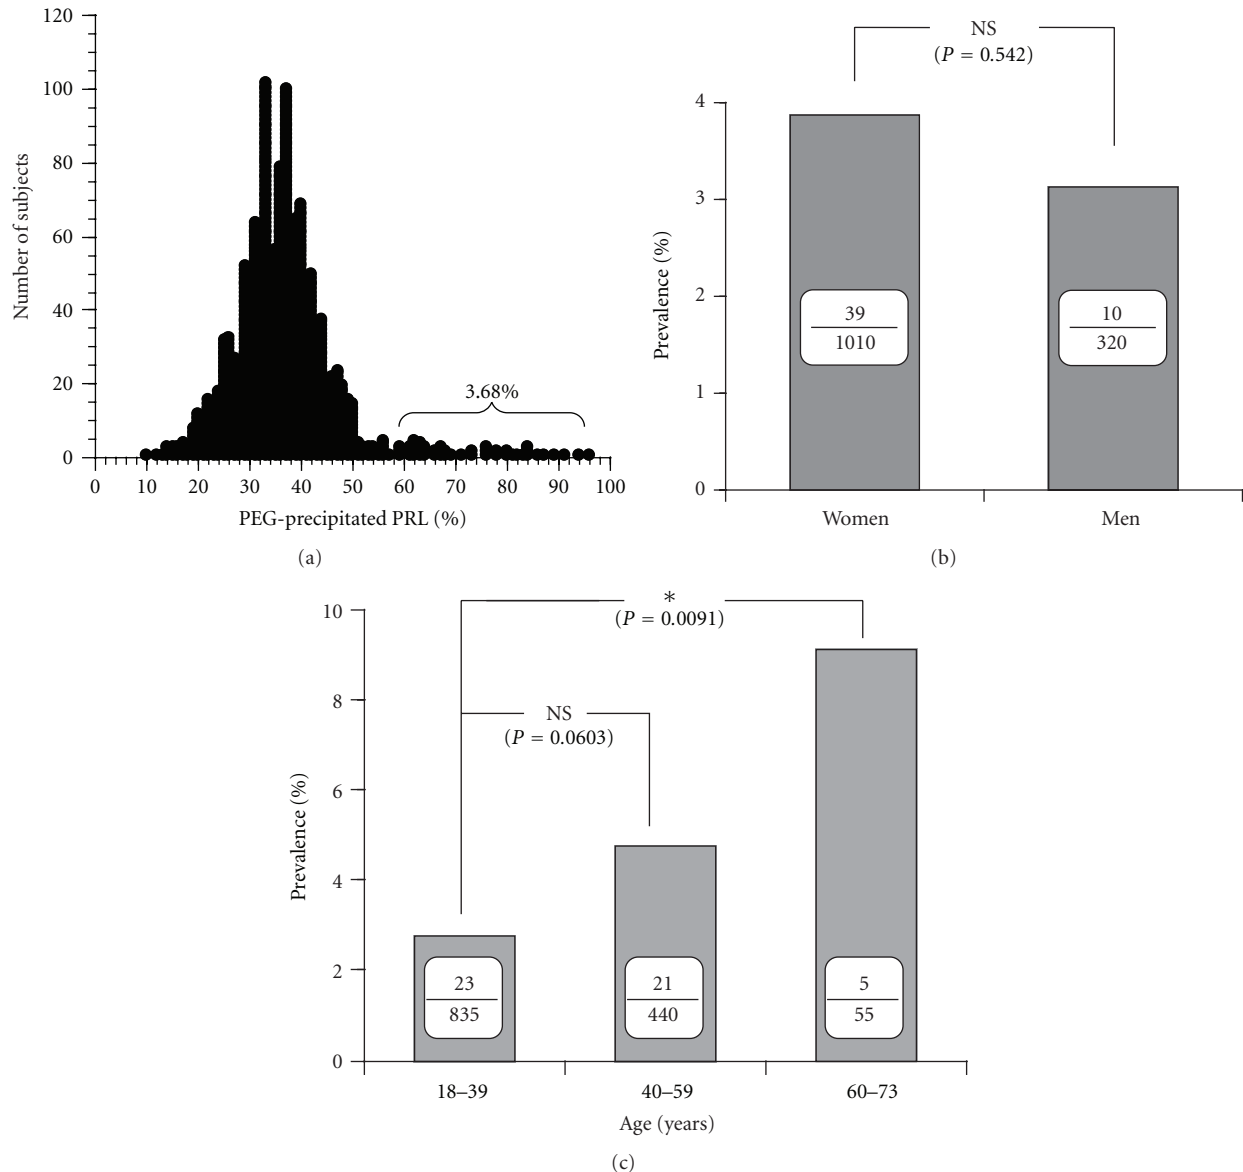 120
100
80
60
40
20
0
Number of subjects
3.68%
0 10 20 30 40 50 60 70 80 90 100
PEG-precipitated PRL (%)
(a)
NS
(P = 0.542)
4
3
2
1
0
Prevalence (%)
39
1010
10
320
Women Men
(b)
*
(P = 0.0091)
NS
(P = 0.0603)
10
8
6
4
2
0
Prevalence (%)
23
835
21
440
5
55
18–39 40–59 60–73
Age (years)
(c)